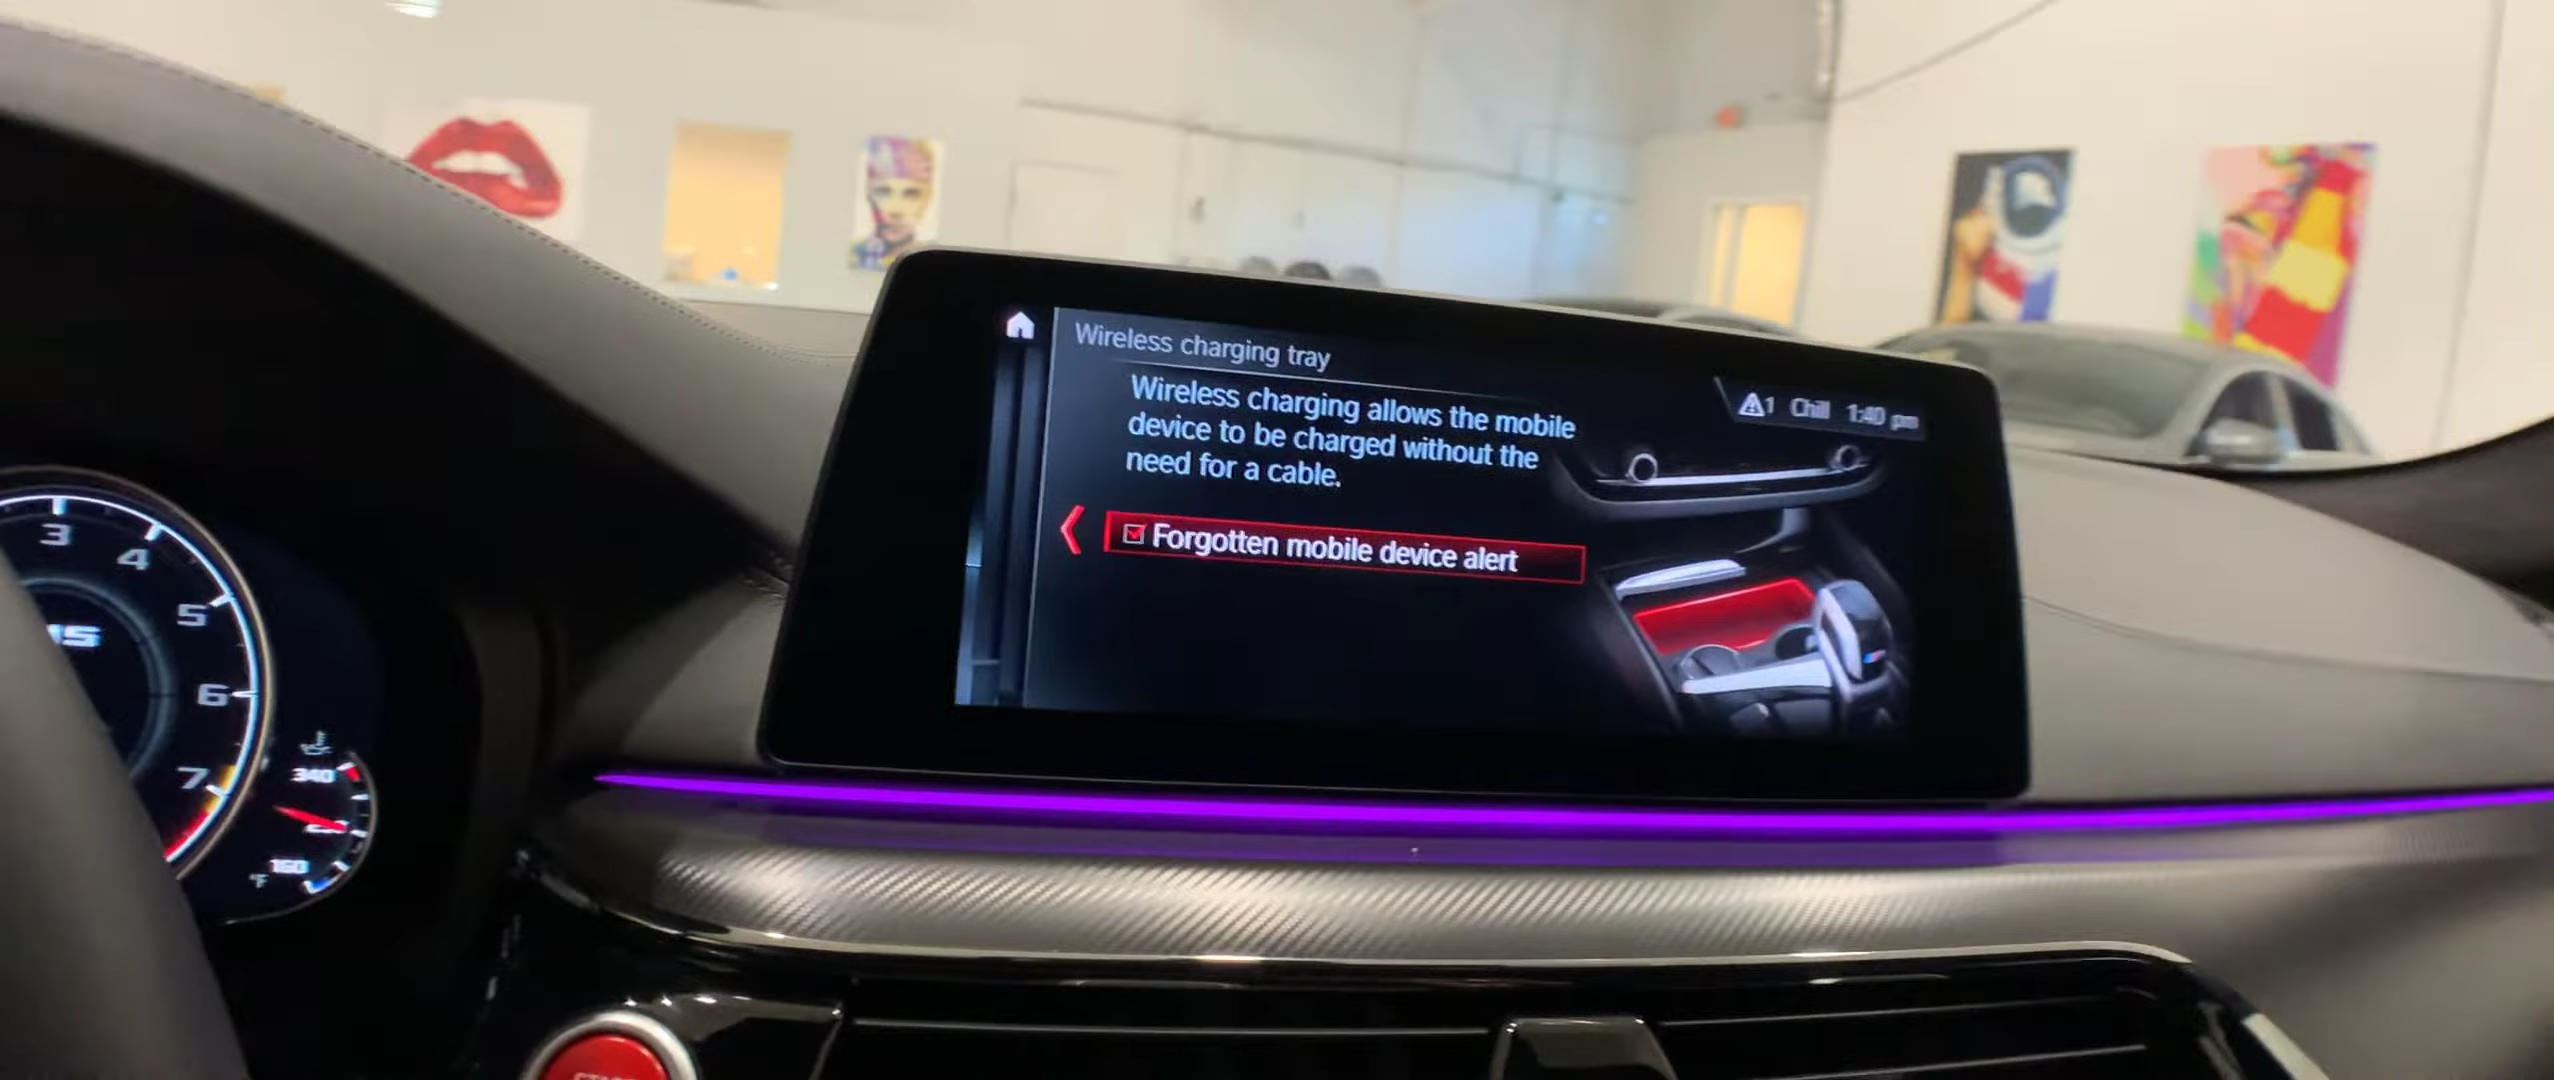 Wireless charging tray
1 Chill 1:40 pm
Wireless charging allows the mobile
device to be charged without the
need for a cable.
Forgotten mobile device alert
3
4
5
6
7
340
160
°F